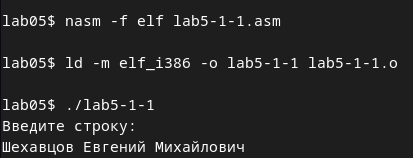 lab05$ nasm -f elf lab5-1-1.asm
lab05$ ld -m elf_i386 -o lab5-1-1 lab5-1-1.o
lab05$ ./lab5-1-1
Введите строку:
Шехавцов Евгений Михайлович